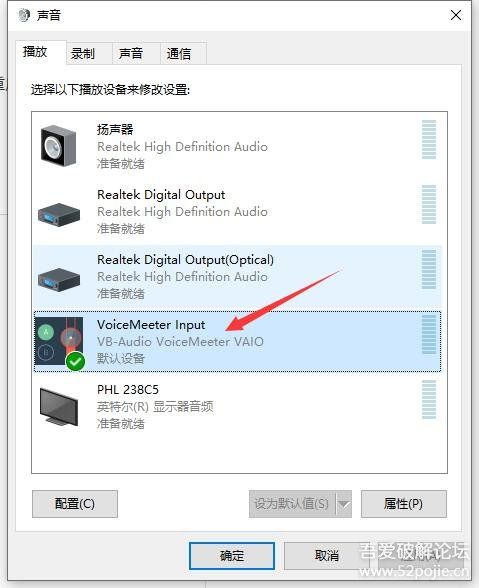 声音
播放 录制 声音 通信
选择以下播放设备来修改设置:
扬声器
Realtek High Definition Audio
准备就绪
Realtek Digital Output
Realtek High Definition Audio
准备就绪
Realtek Digital Output(Optical)
Realtek High Definition Audio
准备就绪
VoiceMeeter Input
VB-Audio VoiceMeeter VAIO
默认设备
A
B
PHL 238C5
英特尔(R) 显示器音频
准备就绪
配置(C) 设为默认值(S) 属性(P)
确定 取消
吾爱破解论坛
www.52pojie.cn